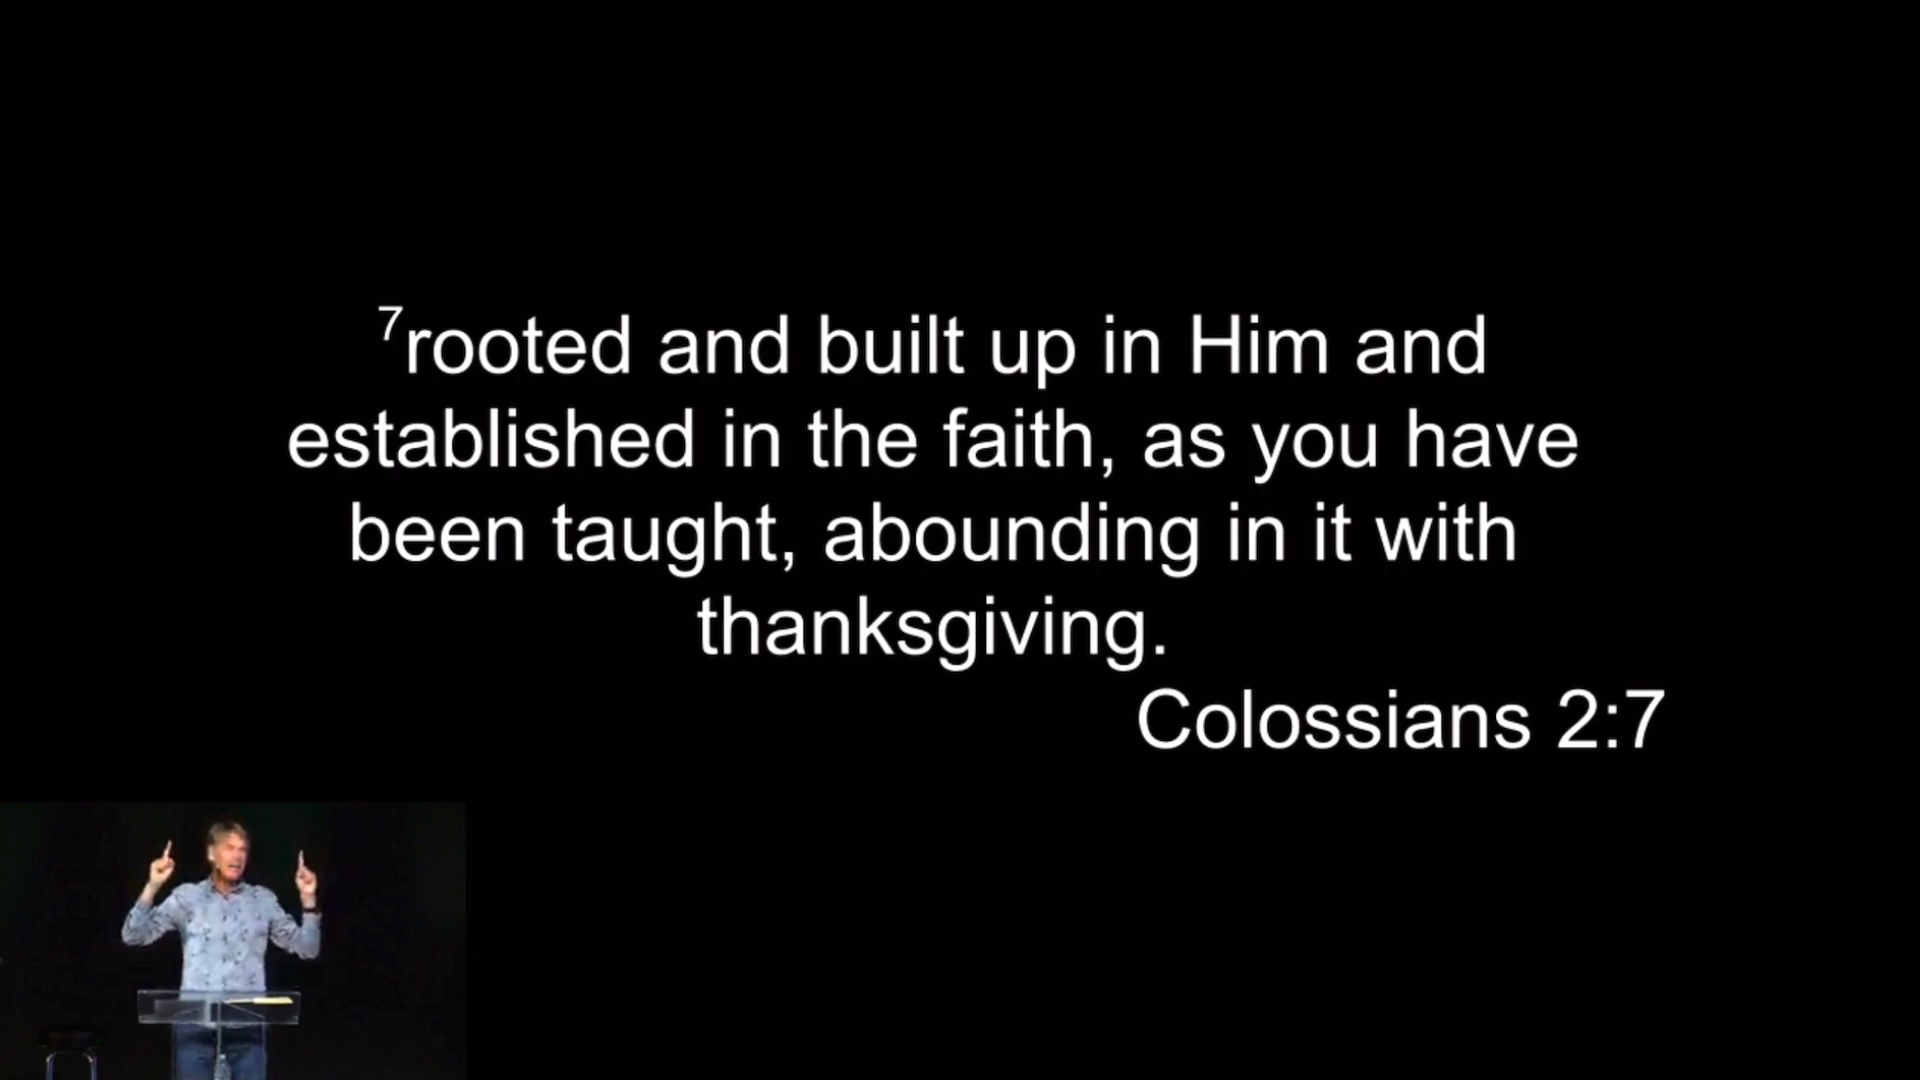 ⁷rooted and built up in Him and
established in the faith, as you have
been taught, abounding in it with
thanksgiving.
Colossians 2:7